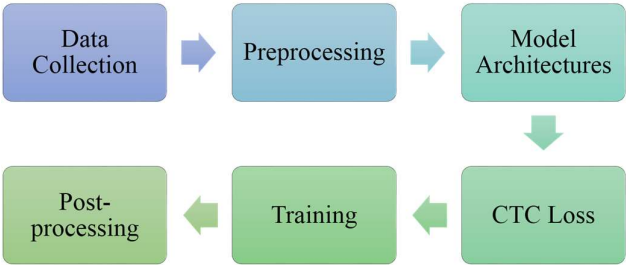 Data
Collection
Preprocessing
Model
Architectures
CTC Loss
Training
Post-
processing